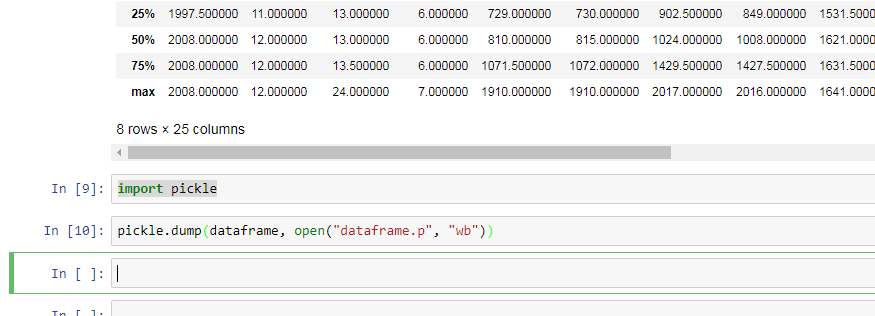 25% 1997.500000 11.000000 13.000000 6.000000 729.000000 730.000000 902.500000 849.000000 1531.5000
50% 2008.000000 12.000000 13.000000 6.000000 810.000000 815.000000 1024.000000 1008.000000 1621.0000
75% 2008.000000 12.000000 13.500000 6.000000 1071.500000 1072.000000 1429.500000 1427.500000 1631.5000
max 2008.000000 12.000000 24.000000 7.000000 1910.000000 1910.000000 2017.000000 2016.000000 1641.0000
8 rows × 25 columns
In [9]: import pickle
In [10]: pickle.dump(dataframe, open("dataframe.p", "wb"))
In [ ]:
In [ ]: